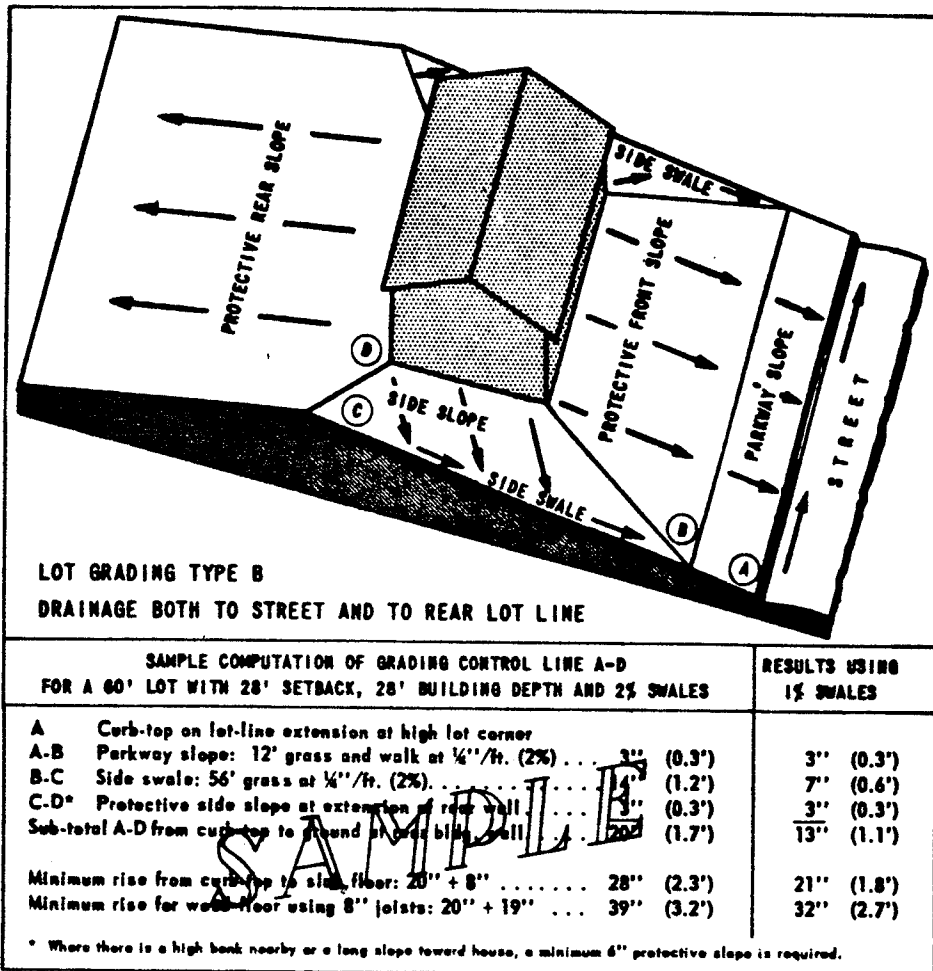 PROTECTIVE REAR SLOPE
SIDE SWALE
PROTECTIVE FRONT SLOPE
PARKWAY SLOPE
STREET
D
C
SIDE SLOPE
SIDE SWALE
B
A
LOT GRADING TYPE B
DRAINAGE BOTH TO STREET AND TO REAR LOT LINE
SAMPLE COMPUTATION OF GRADING CONTROL LINE A-D
FOR A 60' LOT WITH 28' SETBACK, 28' BUILDING DEPTH AND 2% SWALES
RESULTS USING
1% SWALES
A Curb-top on lot-line extension at high lot corner
A-B Parkway slope: 12' grass and walk at ¼"/ft. (2%) ... 3" (0.3') 3" (0.3')
B-C Side swale: 56' grass at ¼"/ft. (2%). ........ 14" (1.2') 7" (0.6')
C-D* Protective side slope at extension of rear wall .. 3" (0.3') 3" (0.3')
Sub-total A-D from curb-top to ground at rear bldg. wall .. 20" (1.7') 13" (1.1')
Minimum rise from curb-top to slab floor: 20" + 8" ...... 28" (2.3') 21" (1.8')
Minimum rise for wood floor using 8" joists: 20" + 19" ... 39" (3.2') 32" (2.7')
SAMPLE
* Where there is a high bank nearby or a long slope toward house, a minimum 6" protective slope is required.